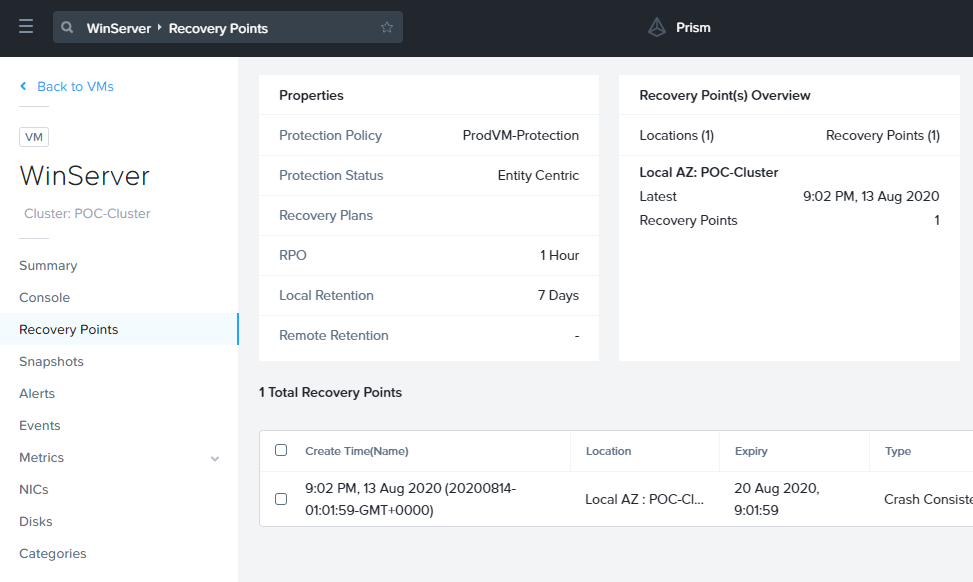 WinServer › Recovery Points
Prism
Back to VMs
VM
WinServer
Cluster: POC-Cluster
Summary
Console
Recovery Points
Snapshots
Alerts
Events
Metrics
NICs
Disks
Categories
Properties
Protection Policy ProdVM-Protection
Protection Status Entity Centric
Recovery Plans
RPO 1 Hour
Local Retention 7 Days
Remote Retention -
Recovery Point(s) Overview
Locations (1) Recovery Points (1)
Local AZ: POC-Cluster
Latest 9:02 PM, 13 Aug 2020
Recovery Points 1
1 Total Recovery Points
Create Time(Name) Location Expiry Type
9:02 PM, 13 Aug 2020 (20200814-
01:01:59-GMT+0000)
Local AZ : POC-Cl...
20 Aug 2020,
9:01:59
Crash Consiste